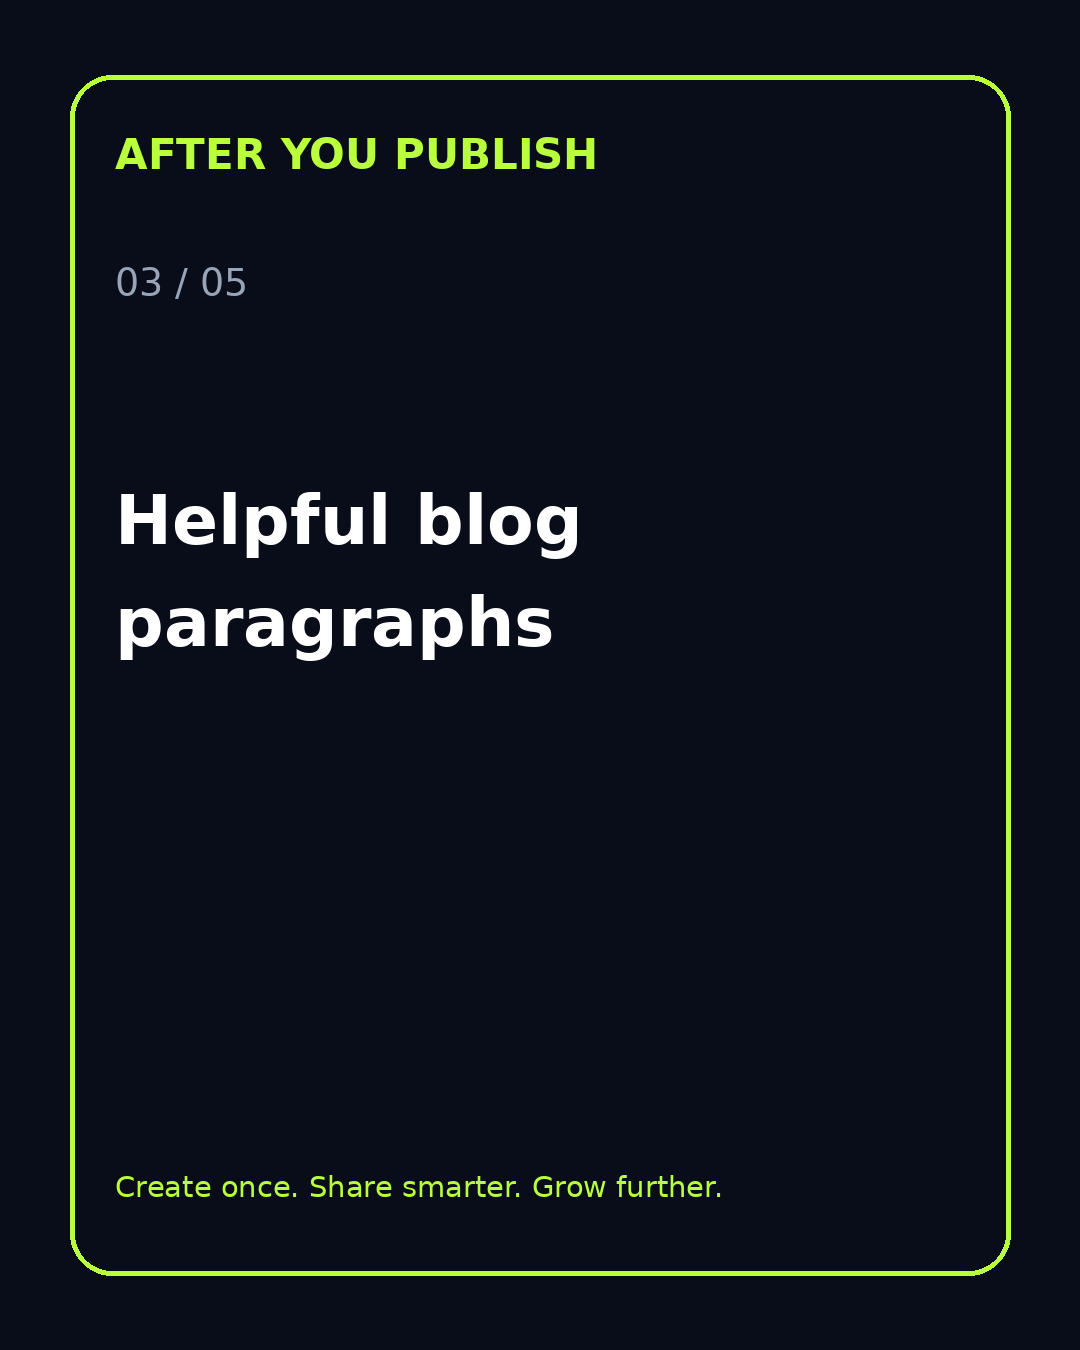 AFTER YOU PUBLISH
03 / 05
Helpful blog
paragraphs
Create once. Share smarter. Grow further.